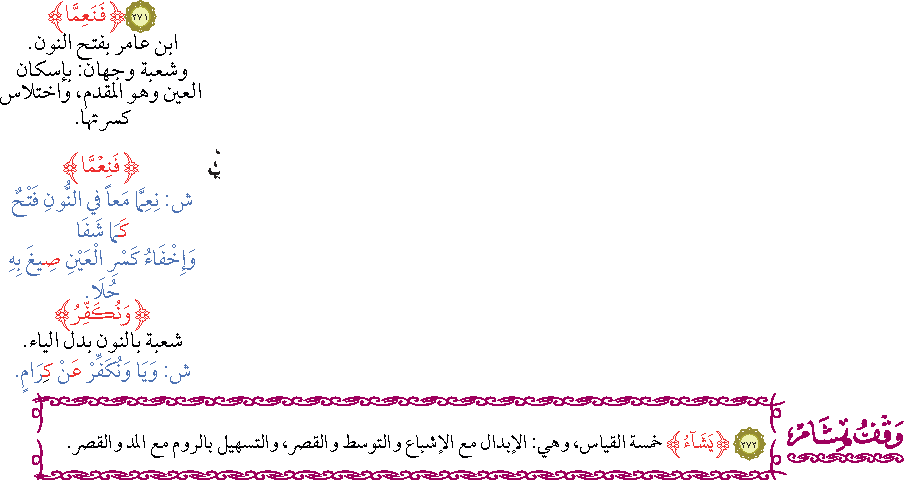 ٢٧١ ﴿فَنَعِمَّا﴾
ابن عامر بفتح النون.
وشعبة وجهان: بإسكان
العين وهو المقدم، واختلاس
كسرتها.
﴿فَنِعْمَّا﴾
ش: نِعِمَّا مَعاً فِي النُّونِ فَتْحٌ
كَمَا شَفَا
وَإِخْفَاءُ كَسْرِ الْعَيْنِ صِيغَ بِهِ
حُلَا.
﴿وَنُكَفِّرُ﴾
شعبة بالنون بدل الياء.
ش: وَيَا وَنُكَفِّرْ عَنْ كِرَامٍ.
وَقْفُ هِشَامٍ
٢٧٢ ﴿يَشَآءُ﴾ خمسة القياس، وهي: الإبدال مع الإشباع والتوسط والقصر، والتسهيل بالروم مع المد والقصر.